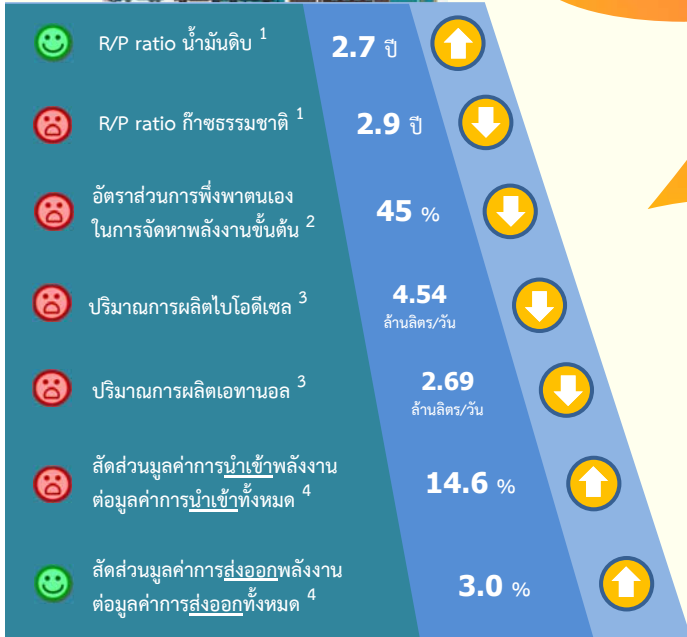 R/P ratio น้ำมันดิบ 1 2.7 ปี
R/P ratio ก๊าซธรรมชาติ 1 2.9 ปี
อัตราส่วนการพึ่งพาตนเอง
ในการจัดหาพลังงานขั้นต้น 2 45 %
ปริมาณการผลิตไบโอดีเซล 3 4.54
ล้านลิตร/วัน
ปริมาณการผลิตเอทานอล 3 2.69
ล้านลิตร/วัน
สัดส่วนมูลค่าการนำเข้าพลังงาน
ต่อมูลค่าการนำเข้าทั้งหมด 4 14.6 %
สัดส่วนมูลค่าการส่งออกพลังงาน
ต่อมูลค่าการส่งออกทั้งหมด 4 3.0 %